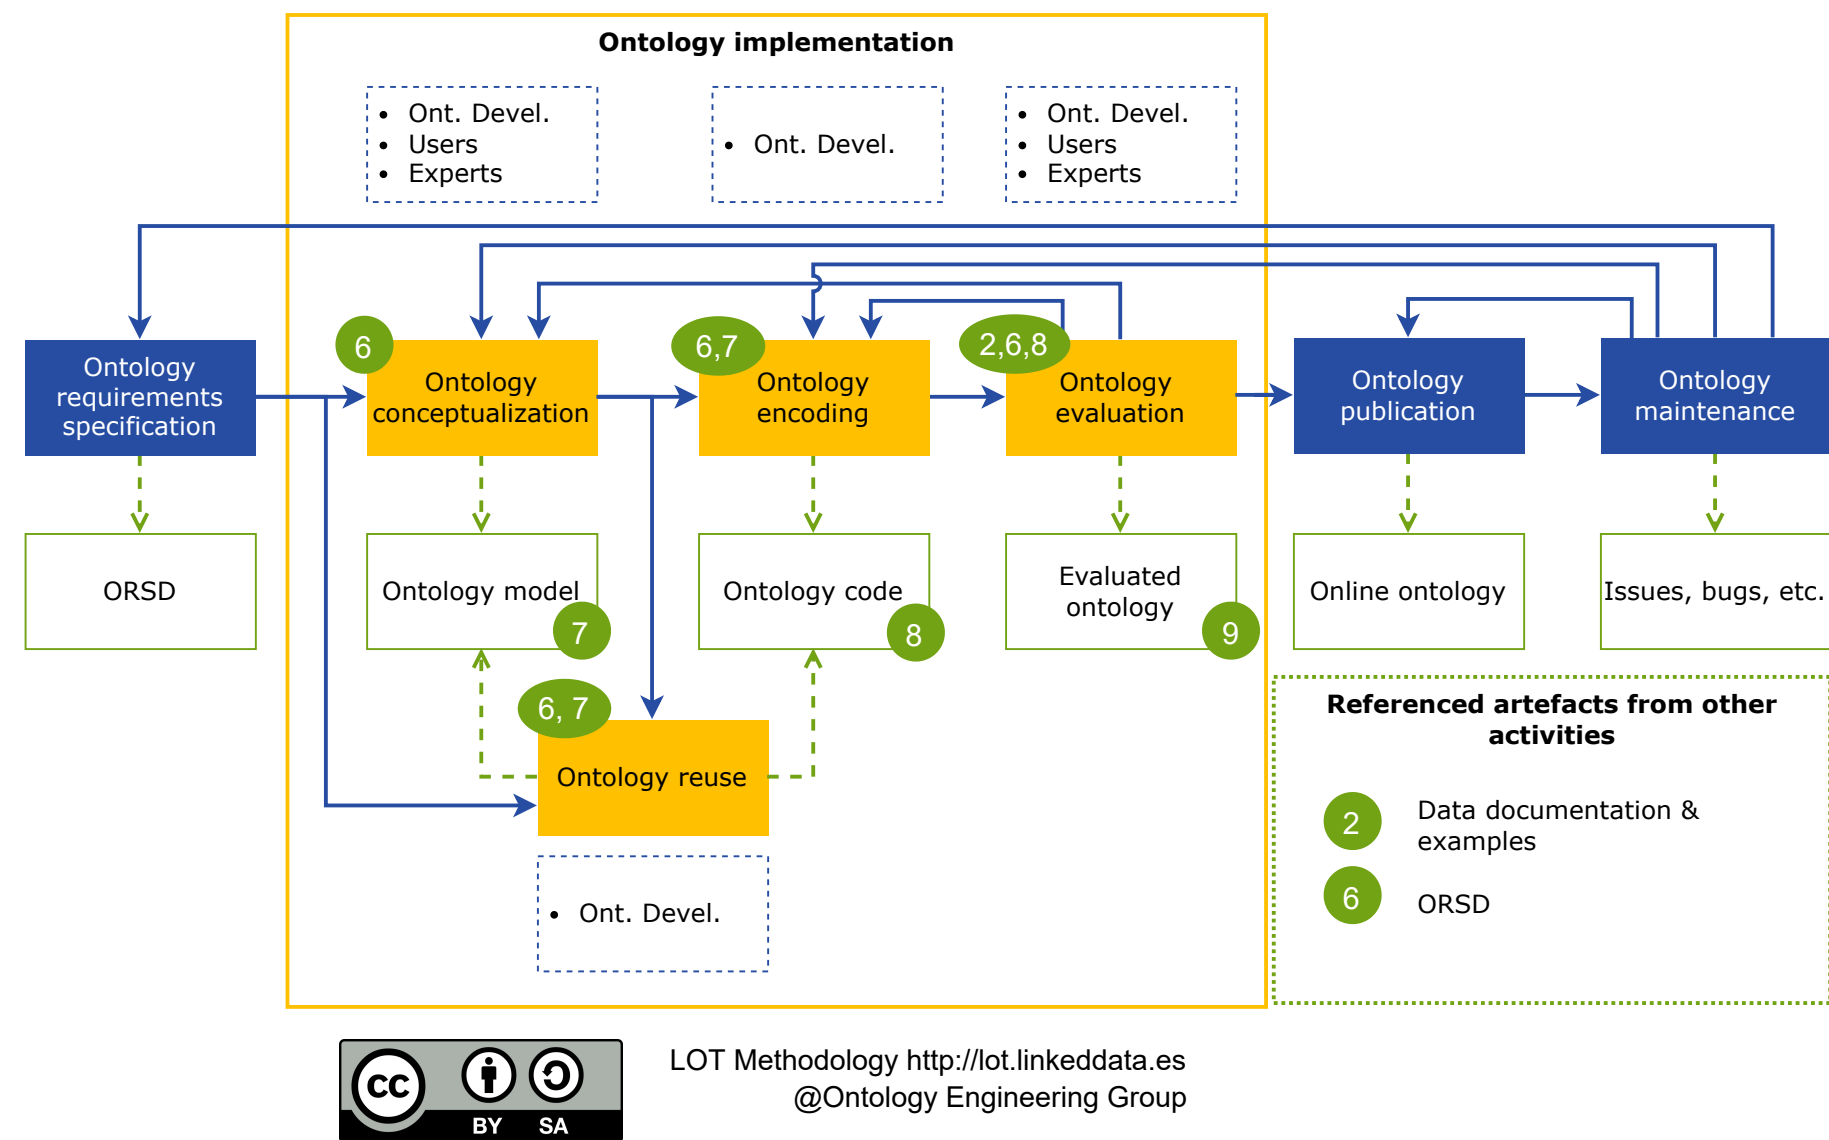 Ontology implementation
• Ont. Devel.
• Users
• Experts
• Ont. Devel.
• Ont. Devel.
• Users
• Experts
6
6,7
2,6,8
Ontology
requirements
specification
Ontology
conceptualization
Ontology
encoding
Ontology
evaluation
Ontology
publication
Ontology
maintenance
ORSD
Ontology model
7
Ontology code
8
Evaluated
ontology
9
Online ontology
Issues, bugs, etc.
6, 7
Ontology reuse
• Ont. Devel.
Referenced artefacts from other
activities
2
Data documentation &
examples
6
ORSD
cc
BY SA
LOT Methodology http://lot.linkeddata.es
@Ontology Engineering Group